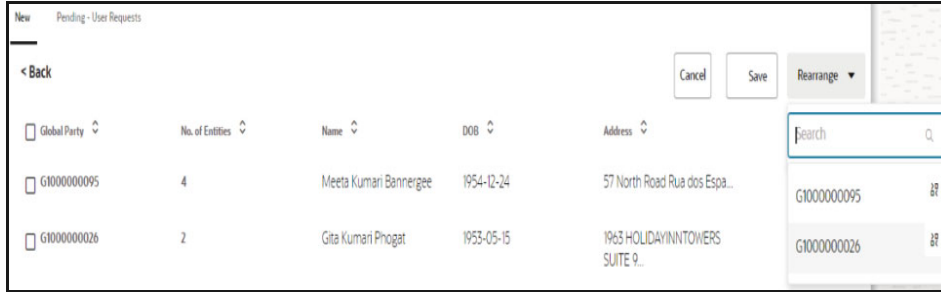 New Pending - User Requests
< Back Cancel Save Rearrange
Global Party No. of Entities Name DOB Address Search
G1000000095 4 Meeta Kumari Bannergee 1954-12-24 57 North Road Rua dos Espa... G1000000095
G1000000026 2 Gita Kumari Phogat 1953-05-15 1963 HOLIDAYINNTOWERS G1000000026
SUITE 9...